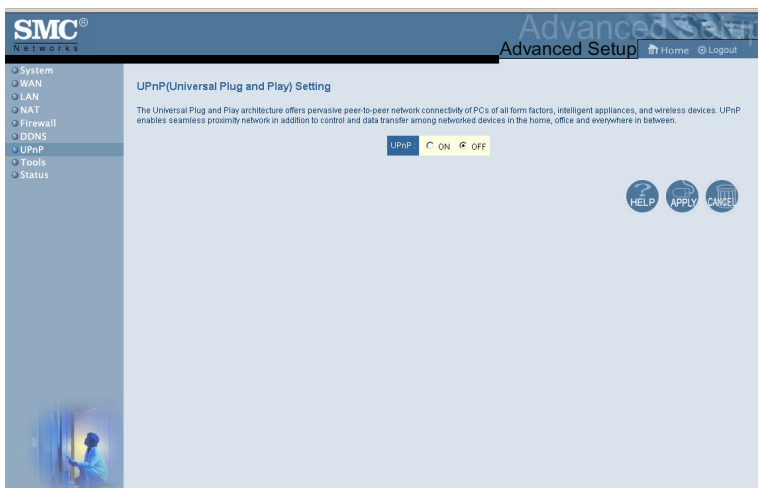 SMC®
Networks
Advanced Setup
Advanced Setup
Home
Logout
System
WAN
LAN
NAT
Firewall
DDNS
UPnP
Tools
Status
UPnP(Universal Plug and Play) Setting
The Universal Plug and Play architecture offers pervasive peer-to-peer network connectivity of PCs of all form factors, intelligent appliances, and wireless devices. UPnP
enables seamless proximity network in addition to control and data transfer among networked devices in the home, office and everywhere in between.
UPnP: ON OFF
HELP APPLY CANCEL